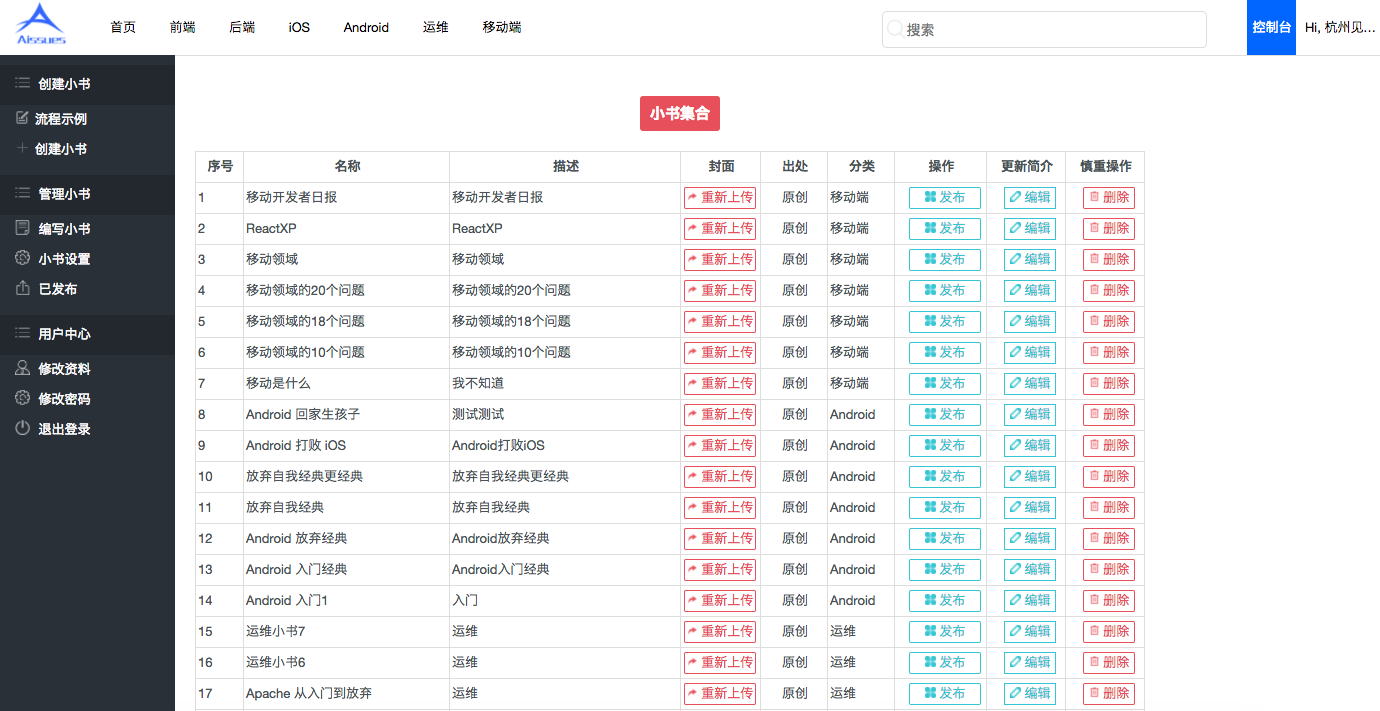 Aissues 首页 前端 后端 iOS Android 运维 移动端 搜索 控制台 Hi, 杭州见...
创建小书
流程示例
创建小书
管理小书
编写小书
小书设置
已发布
用户中心
修改资料
修改密码
退出登录
小书集合
序号 名称 描述 封面 出处 分类 操作 更新简介 慎重操作
1 移动开发者日报 移动开发者日报 重新上传 原创 移动端 发布 编辑 删除
2 ReactXP ReactXP 重新上传 原创 移动端 发布 编辑 删除
3 移动领域 移动领域 重新上传 原创 移动端 发布 编辑 删除
4 移动领域的20个问题 移动领域的20个问题 重新上传 原创 移动端 发布 编辑 删除
5 移动领域的18个问题 移动领域的18个问题 重新上传 原创 移动端 发布 编辑 删除
6 移动领域的10个问题 移动领域的10个问题 重新上传 原创 移动端 发布 编辑 删除
7 移动是什么 我不知道 重新上传 原创 移动端 发布 编辑 删除
8 Android 回家生孩子 测试测试 重新上传 原创 Android 发布 编辑 删除
9 Android 打败 iOS Android打败iOS 重新上传 原创 Android 发布 编辑 删除
10 放弃自我经典更经典 放弃自我经典更经典 重新上传 原创 Android 发布 编辑 删除
11 放弃自我经典 放弃自我经典 重新上传 原创 Android 发布 编辑 删除
12 Android 放弃经典 Android放弃经典 重新上传 原创 Android 发布 编辑 删除
13 Android 入门经典 Android入门经典 重新上传 原创 Android 发布 编辑 删除
14 Android 入门1 入门 重新上传 原创 Android 发布 编辑 删除
15 运维小书7 运维 重新上传 原创 运维 发布 编辑 删除
16 运维小书6 运维 重新上传 原创 运维 发布 编辑 删除
17 Apache 从入门到放弃 运维 重新上传 原创 运维 发布 编辑 删除